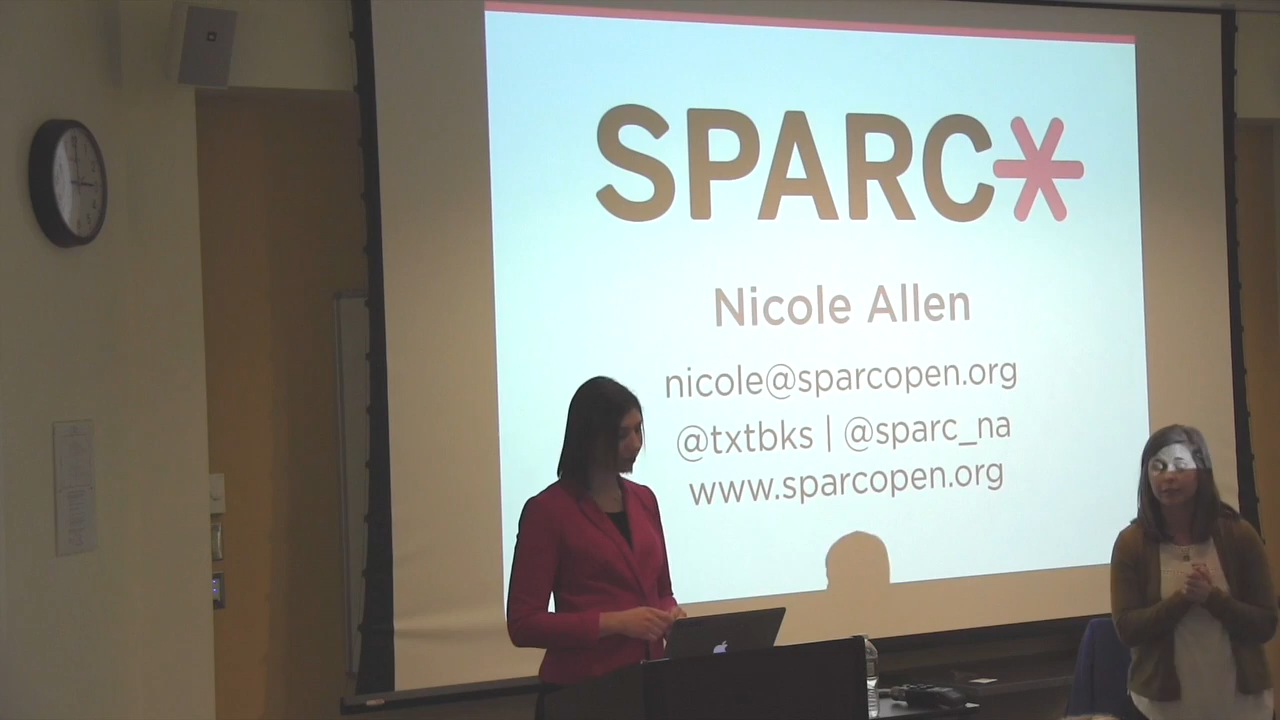 SPARC*
Nicole Allen
nicole@sparcopen.org
@txtbks | @sparc_na
www.sparcopen.org